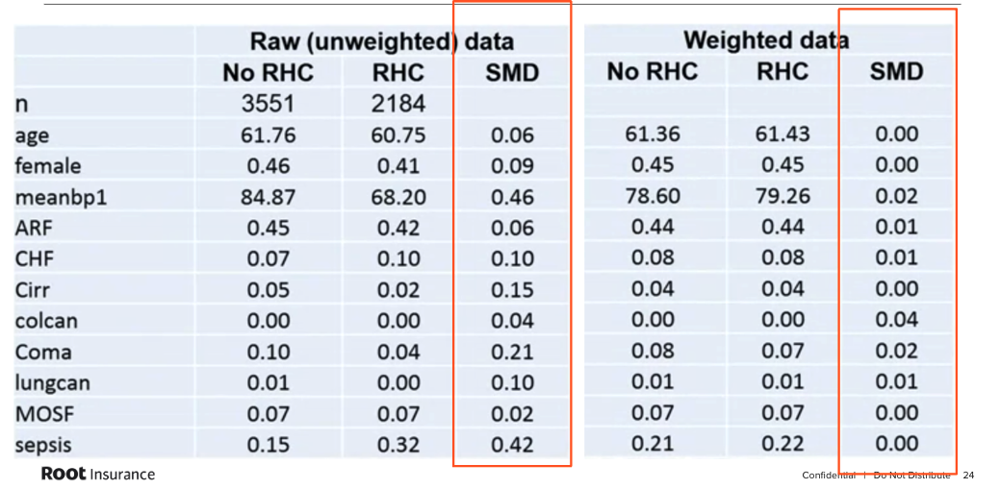 Raw (unweighted) data Weighted data
No RHC RHC SMD No RHC RHC SMD
n 3551 2184
age 61.76 60.75 0.06 61.36 61.43 0.00
female 0.46 0.41 0.09 0.45 0.45 0.00
meanbp1 84.87 68.20 0.46 78.60 79.26 0.02
ARF 0.45 0.42 0.06 0.44 0.44 0.01
CHF 0.07 0.10 0.10 0.08 0.08 0.01
Cirr 0.05 0.02 0.15 0.04 0.04 0.00
colcan 0.00 0.00 0.04 0.00 0.00 0.04
Coma 0.10 0.04 0.21 0.08 0.07 0.02
lungcan 0.01 0.00 0.10 0.01 0.01 0.01
MOSF 0.07 0.07 0.02 0.07 0.07 0.00
sepsis 0.15 0.32 0.42 0.21 0.22 0.00
Root Insurance Confidential | Do Not Distribute 24